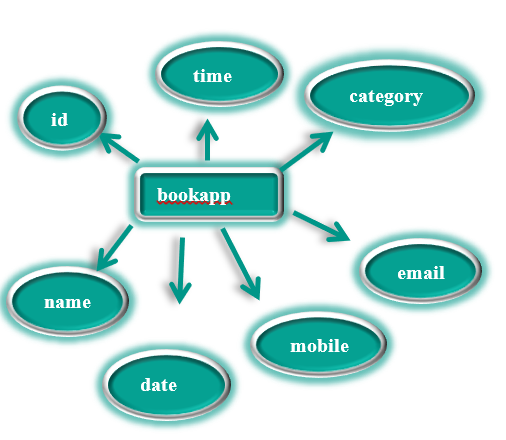 time
category
id
bookapp
email
name
mobile
date